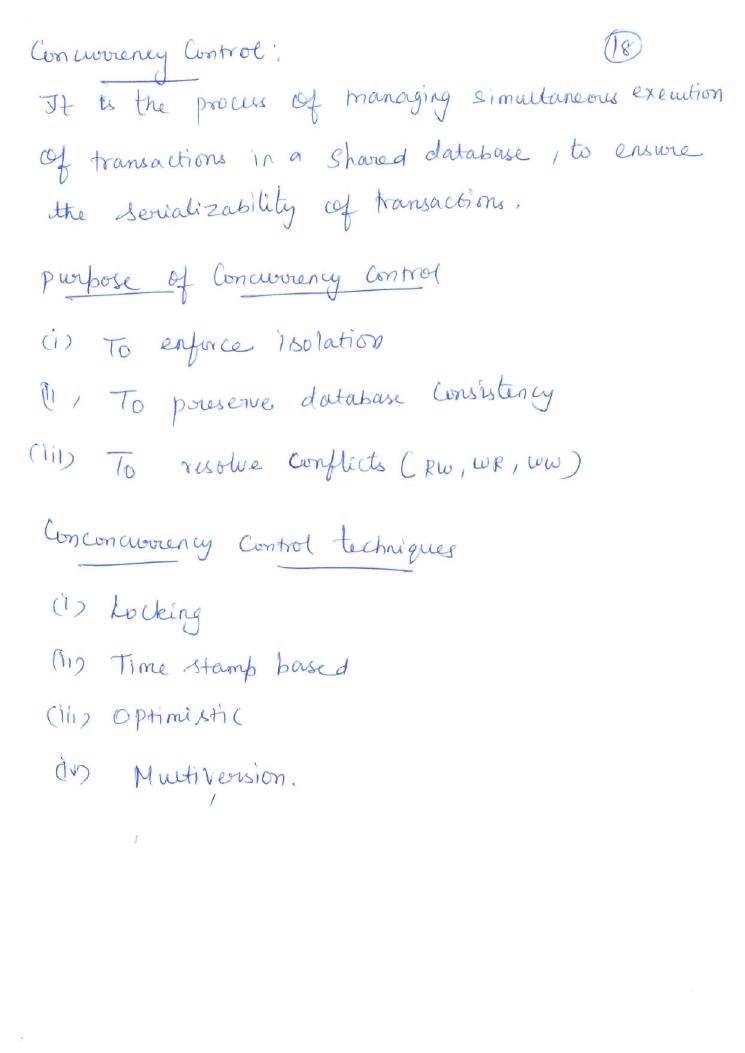 Concurrency Control: 18
It is the process of managing simultaneous execution
of transactions in a shared database, to ensure
the serializability of transactions.
Purpose of Concurrency Control
(i) To enforce isolation
(ii) To preserve database consistency
(iii) To resolve conflicts (RW, WR, WW)
Conconcurrency Control techniques
(i) Locking
(ii) Time stamp based
(iii) Optimistic
(iv) Multiversion.